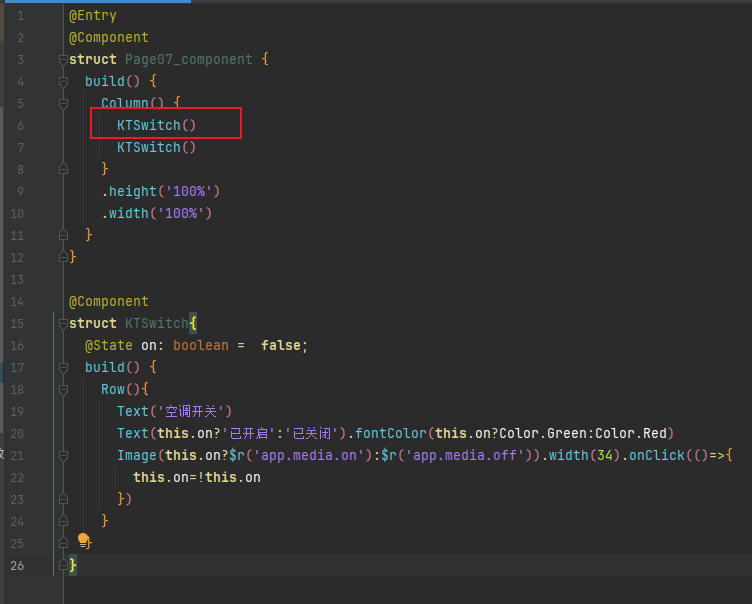 1 @Entry
2 @Component
3 struct Page07_component {
4 build() {
5 Column() {
6 KTSwitch()
7 KTSwitch()
8 }
9 .height('100%')
10 .width('100%')
11 }
12 }
13
14 @Component
15 struct KTSwitch{
16 @State on: boolean =  false;
17 build() {
18 Row(){
19 Text('空调开关')
20 Text(this.on?'已开启':'已关闭').fontColor(this.on?Color.Green:Color.Red)
21 Image(this.on?$r('app.media.on'):$r('app.media.off')).width(34).onClick(()=>{
22 this.on=!this.on
23 })
24 }
25 }
26 }